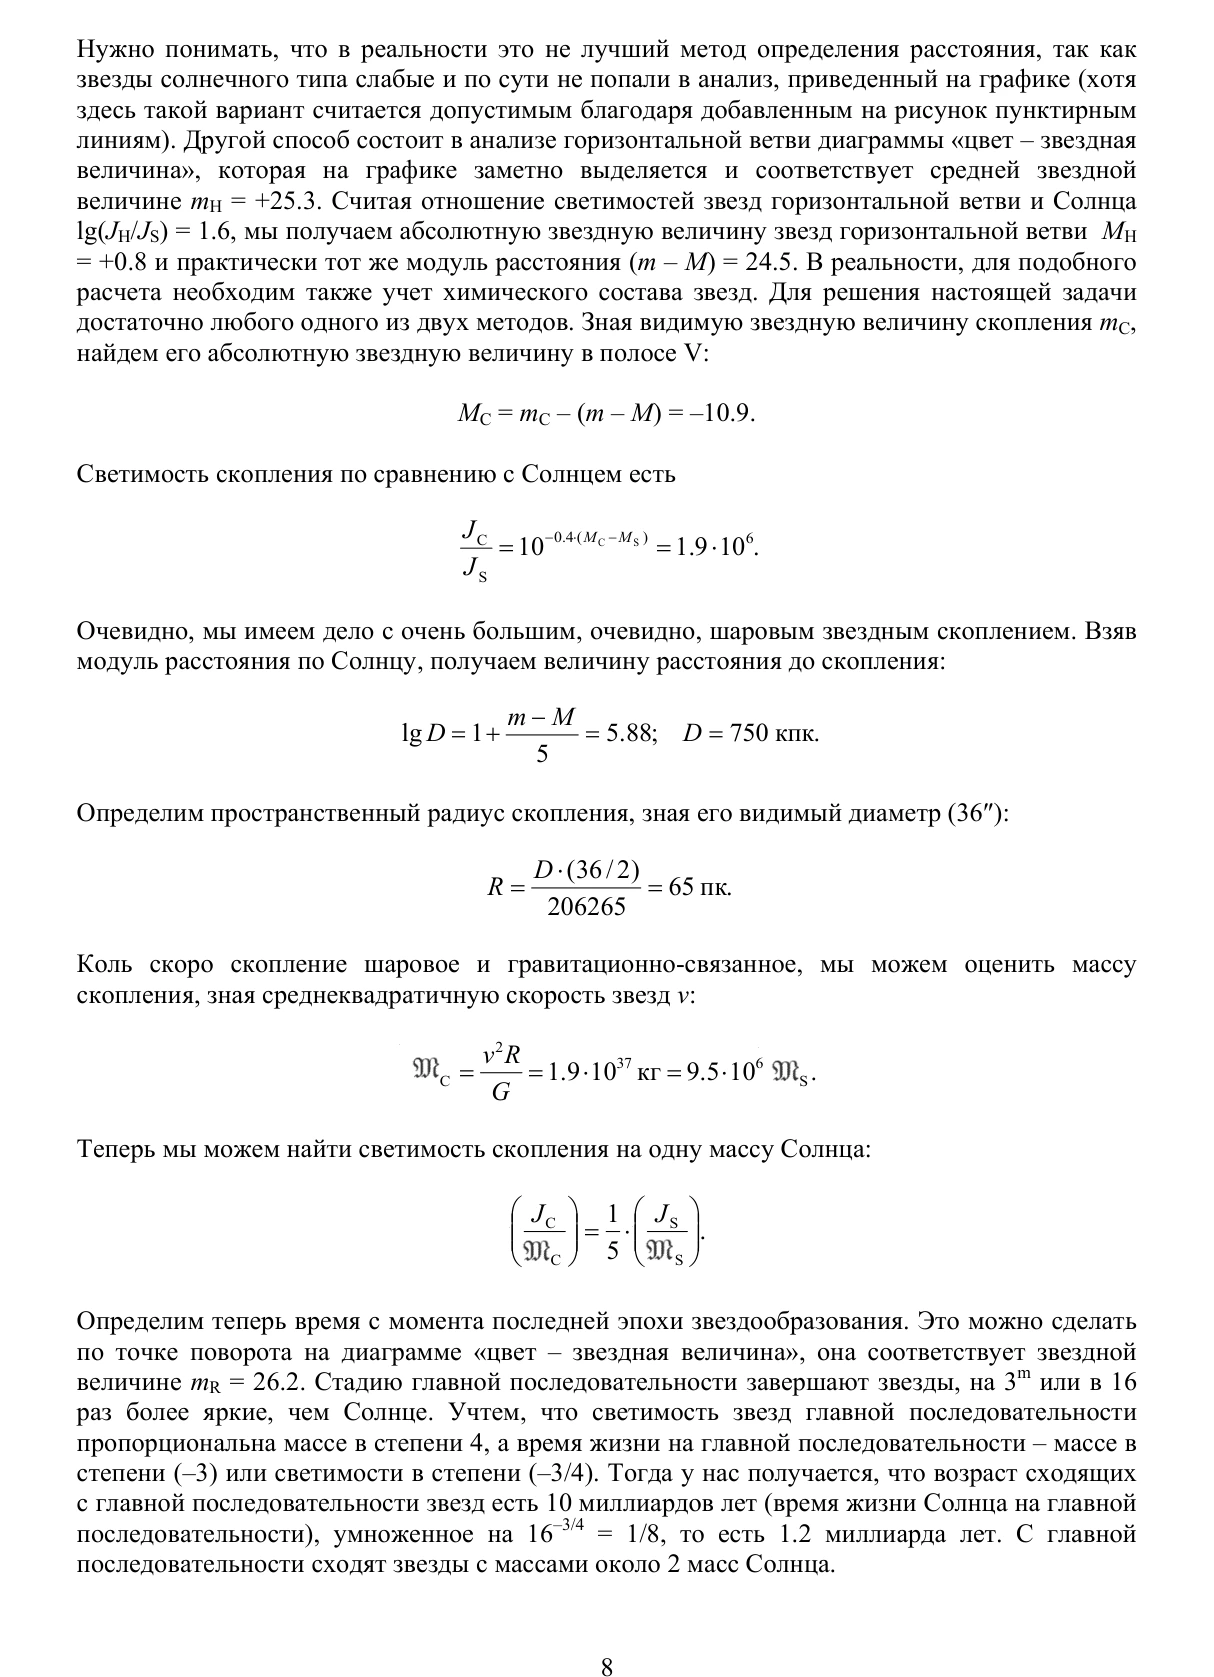 Нужно понимать, что в реальности это не лучший метод определения расстояния, так как
звезды солнечного типа слабые и по сути не попали в анализ, приведенный на графике (хотя
здесь такой вариант считается допустимым благодаря добавленным на рисунок пунктирным
линиям). Другой способ состоит в анализе горизонтальной ветви диаграммы «цвет – звездная
величина», которая на графике заметно выделяется и соответствует средней звездной
величине mH = +25.3. Считая отношение светимостей звезд горизонтальной ветви и Солнца
lg(JH/JS) = 1.6, мы получаем абсолютную звездную величину звезд горизонтальной ветви MH
= +0.8 и практически тот же модуль расстояния (m – M) = 24.5. В реальности, для подобного
расчета необходим также учет химического состава звезд. Для решения настоящей задачи
достаточно любого одного из двух методов. Зная видимую звездную величину скопления mC,
найдем его абсолютную звездную величину в полосе V:
MC = mC – (m – M) = –10.9.
Светимость скопления по сравнению с Солнцем есть
JC / JS = 10^(–0.4·(MC – MS)) = 1.9·10⁶.
Очевидно, мы имеем дело с очень большим, очевидно, шаровым звездным скоплением. Взяв
модуль расстояния по Солнцу, получаем величину расстояния до скопления:
lg D = 1 + (m – M) / 5 = 5.88; D = 750 кпк.
Определим пространственный радиус скопления, зная его видимый диаметр (36″):
R = D·(36/2) / 206265 = 65 пк.
Коль скоро скопление шаровое и гравитационно-связанное, мы можем оценить массу
скопления, зная среднеквадратичную скорость звезд v:
𝔐C = v²R / G = 1.9·10³⁷ кг = 9.5·10⁶ 𝔐S.
Теперь мы можем найти светимость скопления на одну массу Солнца:
(JC / 𝔐C) = 1/5 · (JS / 𝔐S).
Определим теперь время с момента последней эпохи звездообразования. Это можно сделать
по точке поворота на диаграмме «цвет – звездная величина», она соответствует звездной
величине mR = 26.2. Стадию главной последовательности завершают звезды, на 3ᵐ или в 16
раз более яркие, чем Солнце. Учтем, что светимость звезд главной последовательности
пропорциональна массе в степени 4, а время жизни на главной последовательности – массе в
степени (–3) или светимости в степени (–3/4). Тогда у нас получается, что возраст сходящих
с главной последовательности звезд есть 10 миллиардов лет (время жизни Солнца на главной
последовательности), умноженное на 16^(–3/4) = 1/8, то есть 1.2 миллиарда лет. С главной
последовательности сходят звезды с массами около 2 масс Солнца.
8